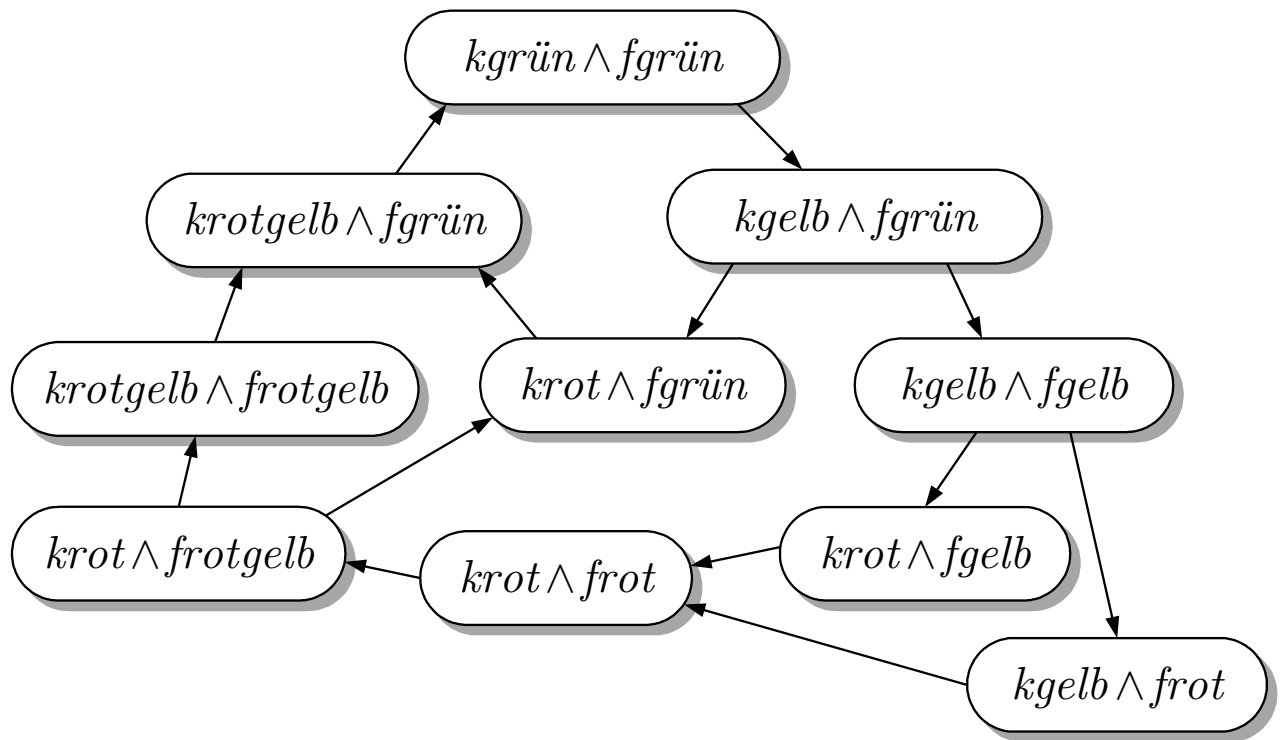 kgrün ∧ fgrün
krotgelb ∧ fgrün
kgelb ∧ fgrün
krotgelb ∧ frotgelb
krot ∧ fgrün
kgelb ∧ fgelb
krot ∧ frotgelb
krot ∧ frot
krot ∧ fgelb
kgelb ∧ frot